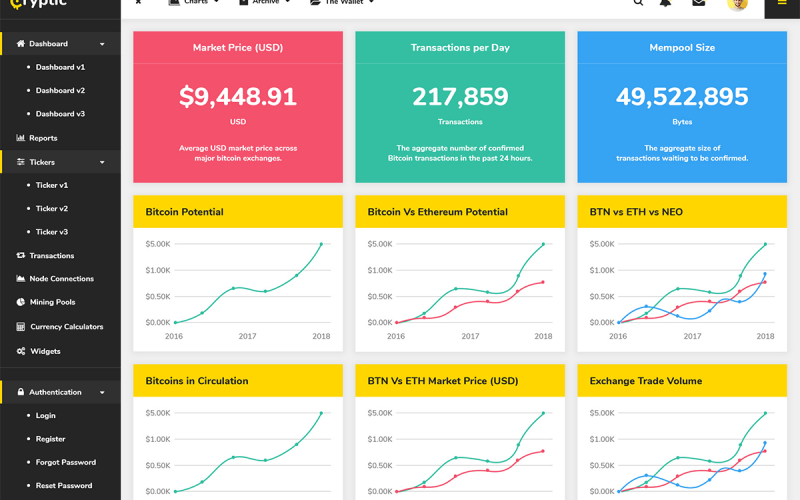 Cryptic
Charts
Archive
The Wallet
Dashboard
Dashboard v1
Dashboard v2
Dashboard v3
Reports
Tickers
Ticker v1
Ticker v2
Ticker v3
Transactions
Node Connections
Mining Pools
Currency Calculators
Widgets
Authentication
Login
Register
Forgot Password
Reset Password
Market Price (USD)
$9,448.91
USD
Average USD market price across
major bitcoin exchanges.
Transactions per Day
217,859
Transactions
The aggregate number of confirmed
Bitcoin transactions in the past 24 hours.
Mempool Size
49,522,895
Bytes
The aggregate size of
transactions waiting to be confirmed.
Bitcoin Potential
$5.00K
$1.00K
$0.50K
$0.00K
2016 2017 2018
Bitcoin Vs Ethereum Potential
$5.00K
$1.00K
$0.50K
$0.00K
2016 2017 2018
BTN vs ETH vs NEO
$5.00K
$1.00K
$0.50K
$0.00K
2016 2017 2018
Bitcoins in Circulation
$5.00K
$1.00K
$0.50K
$0.00K
BTN Vs ETH Market Price (USD)
$5.00K
$1.00K
$0.50K
$0.00K
Exchange Trade Volume
$5.00K
$1.00K
$0.50K
$0.00K